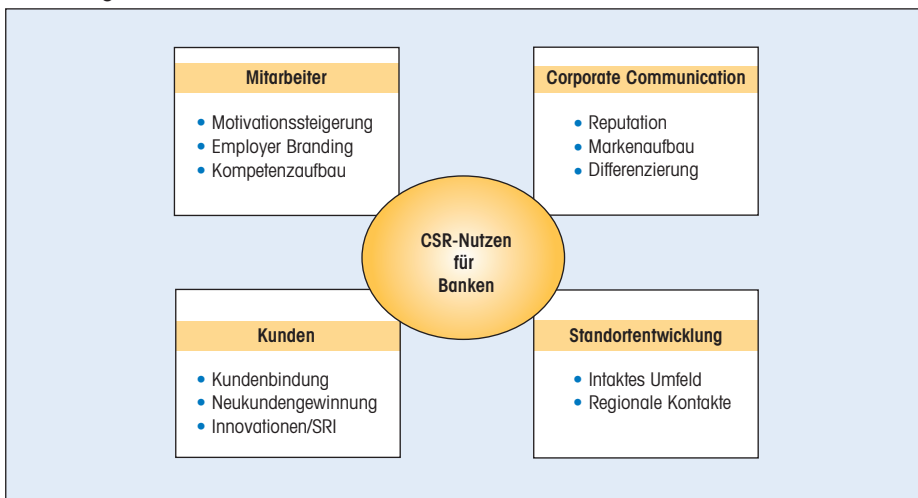 Mitarbeiter
• Motivationssteigerung
• Employer Branding
• Kompetenzaufbau
Corporate Communication
• Reputation
• Markenaufbau
• Differenzierung
CSR-Nutzen
für
Banken
Kunden
• Kundenbindung
• Neukundengewinnung
• Innovationen/SRI
Standortentwicklung
• Intaktes Umfeld
• Regionale Kontakte